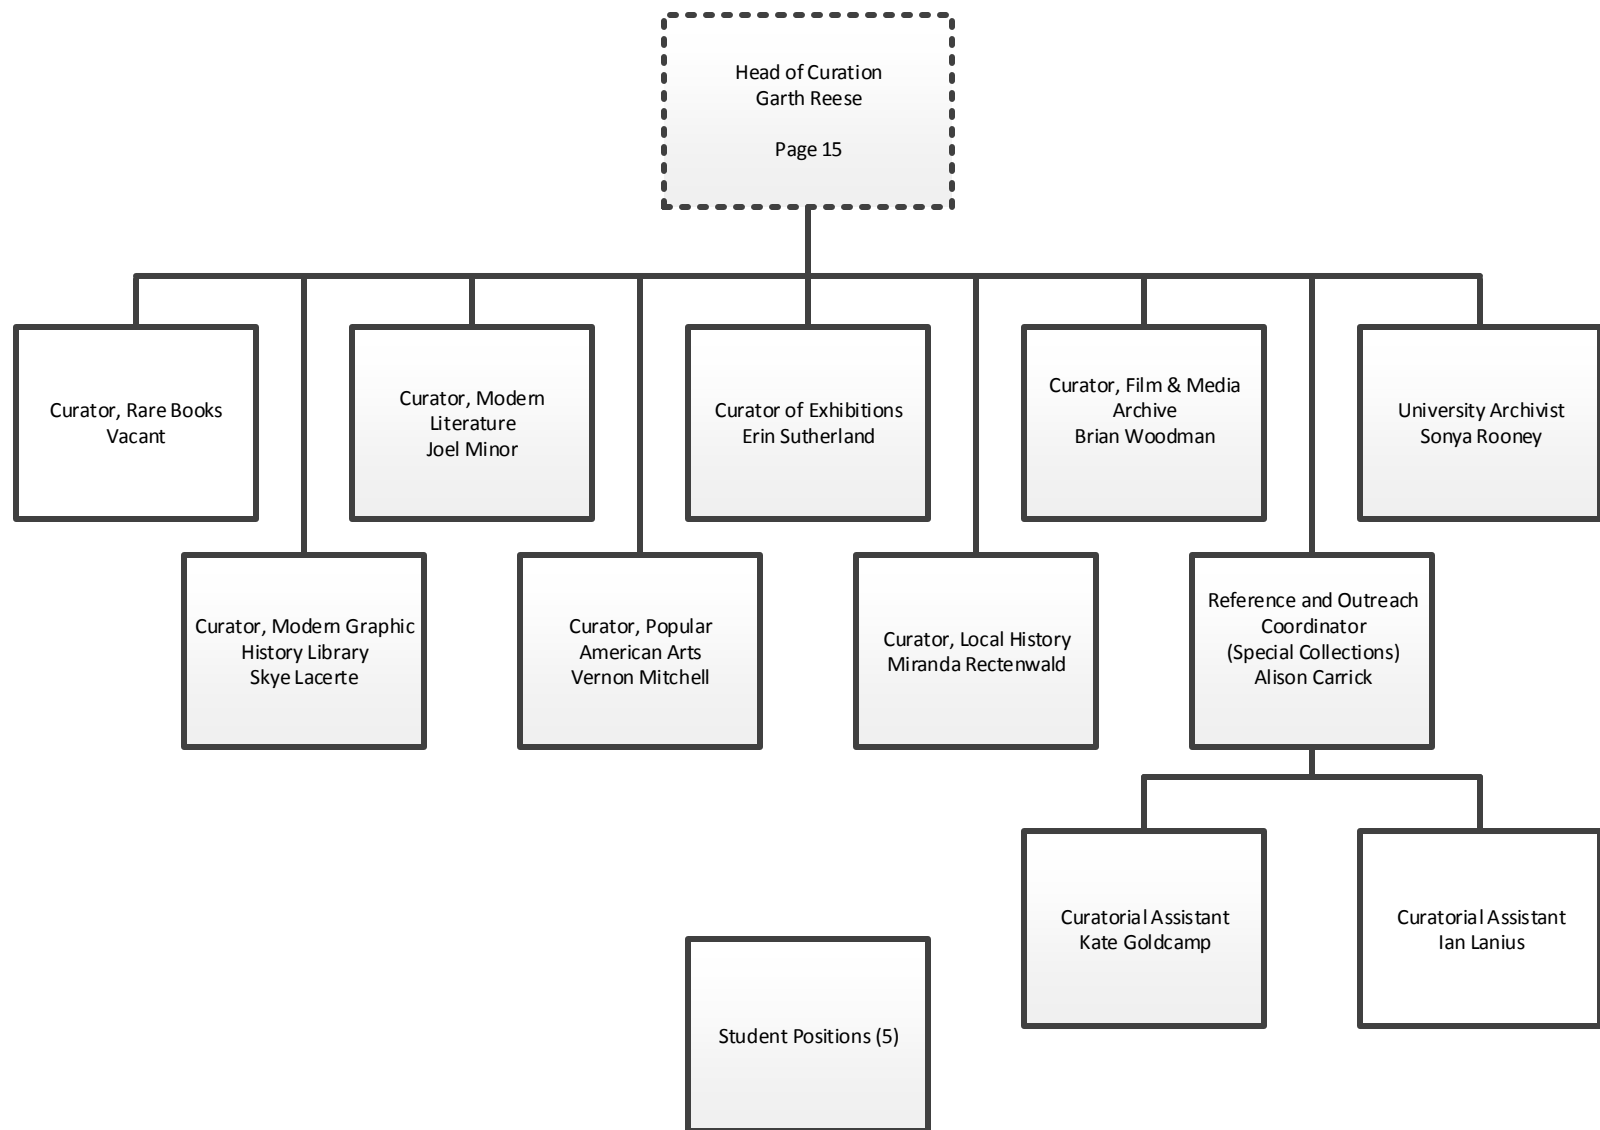 Head of Curation
Garth Reese
Page 15
Curator, Rare Books
Vacant
Curator, Modern
Literature
Joel Minor
Curator of Exhibitions
Erin Sutherland
Curator, Film & Media
Archive
Brian Woodman
University Archivist
Sonya Rooney
Curator, Modern Graphic
History Library
Skye Lacerte
Curator, Popular
American Arts
Vernon Mitchell
Curator, Local History
Miranda Rectenwald
Reference and Outreach
Coordinator
(Special Collections)
Alison Carrick
Curatorial Assistant
Kate Goldcamp
Curatorial Assistant
Ian Lanius
Student Positions (5)